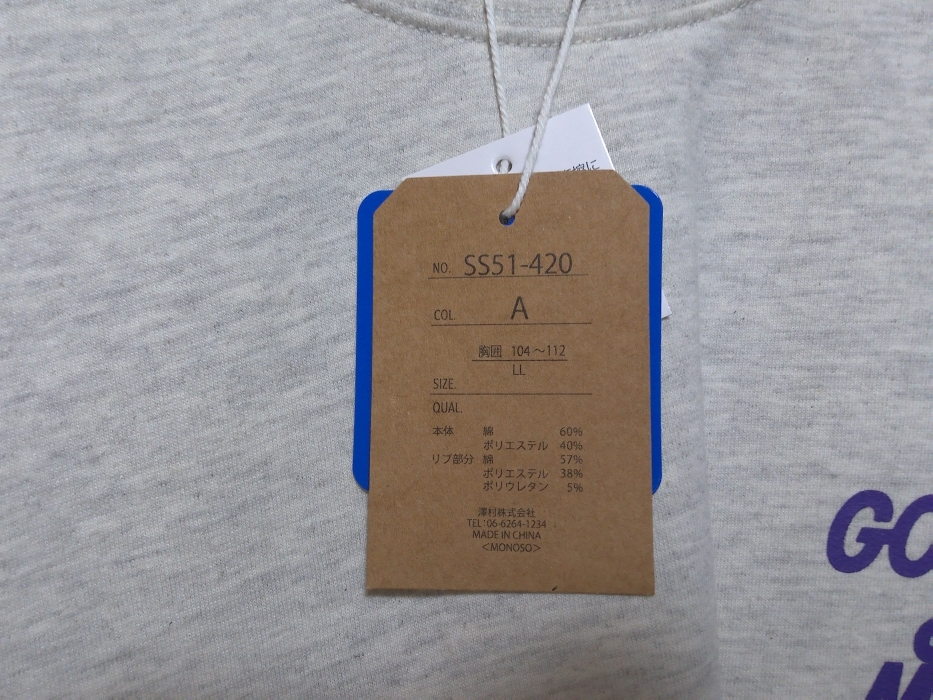 NO. SS51-420
COL. A
胸囲 104～112
LL
SIZE.
QUAL.
本体 綿 60%
ポリエステル 40%
リブ部分 綿 57%
ポリエステル 38%
ポリウレタン 5%
澤村株式会社
TEL:06-6264-1234
MADE IN CHINA
<MONOSO>
GO